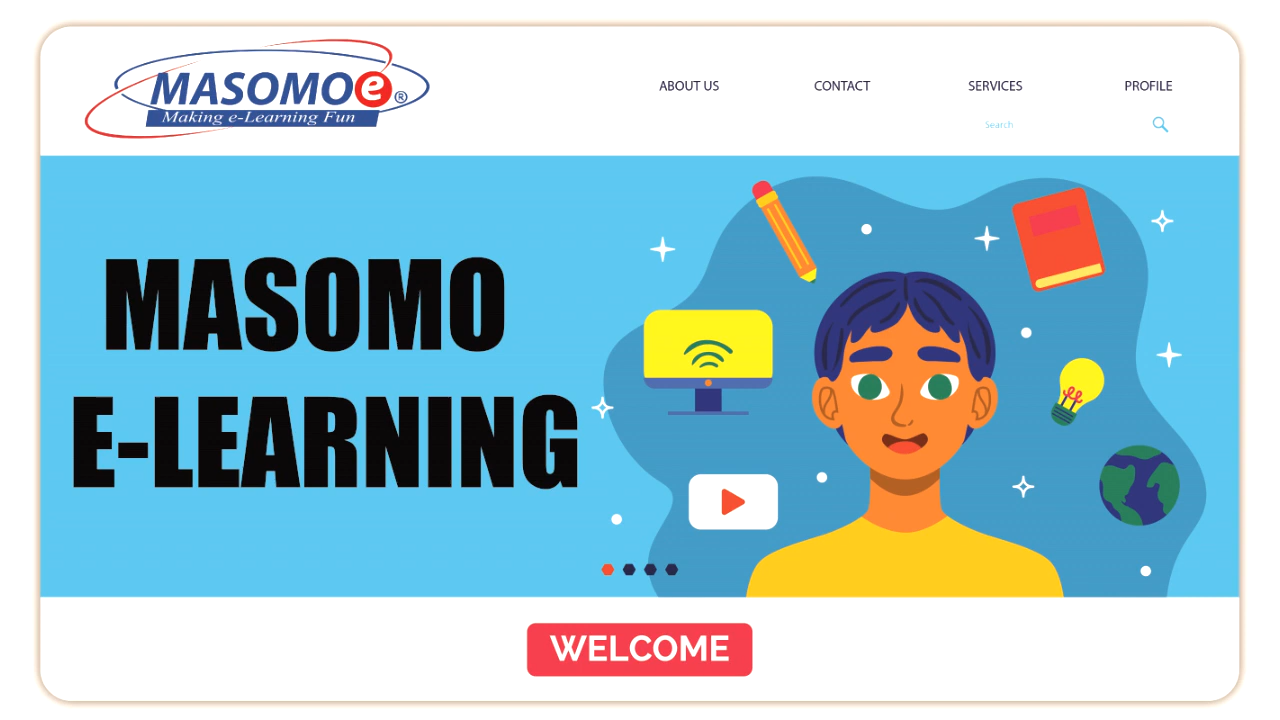 MASOMOe®
Making e-Learning Fun
ABOUT US
CONTACT
SERVICES
PROFILE
Search
MASOMO
E-LEARNING
WELCOME